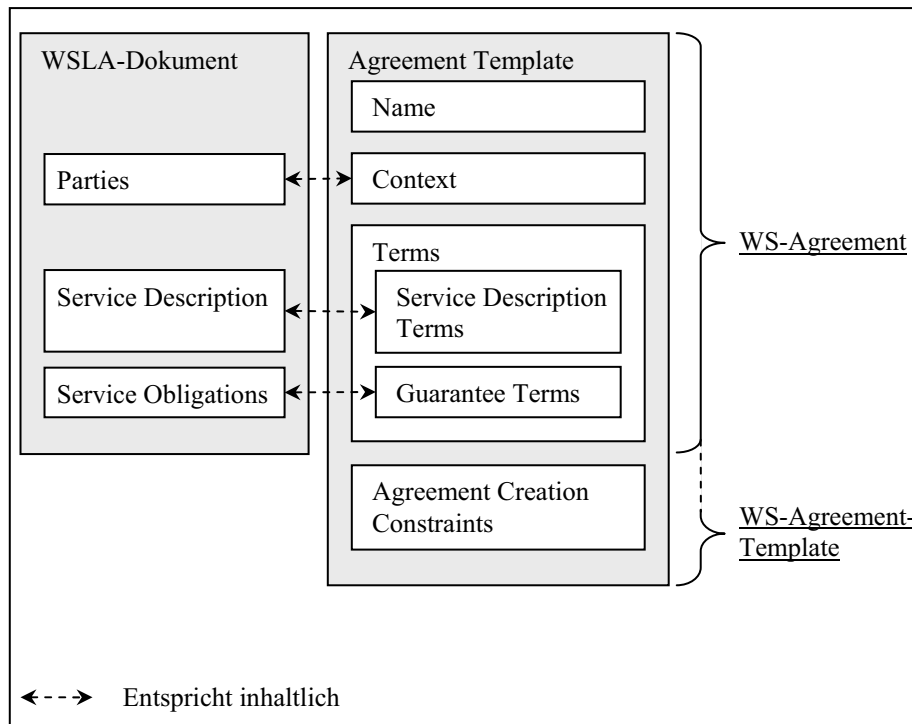 WSLA-Dokument
Parties
Service Description
Service Obligations
Agreement Template
Name
Context
Terms
Service Description
Terms
Guarantee Terms
Agreement Creation
Constraints
WS-Agreement
WS-Agreement-
Template
Entspricht inhaltlich